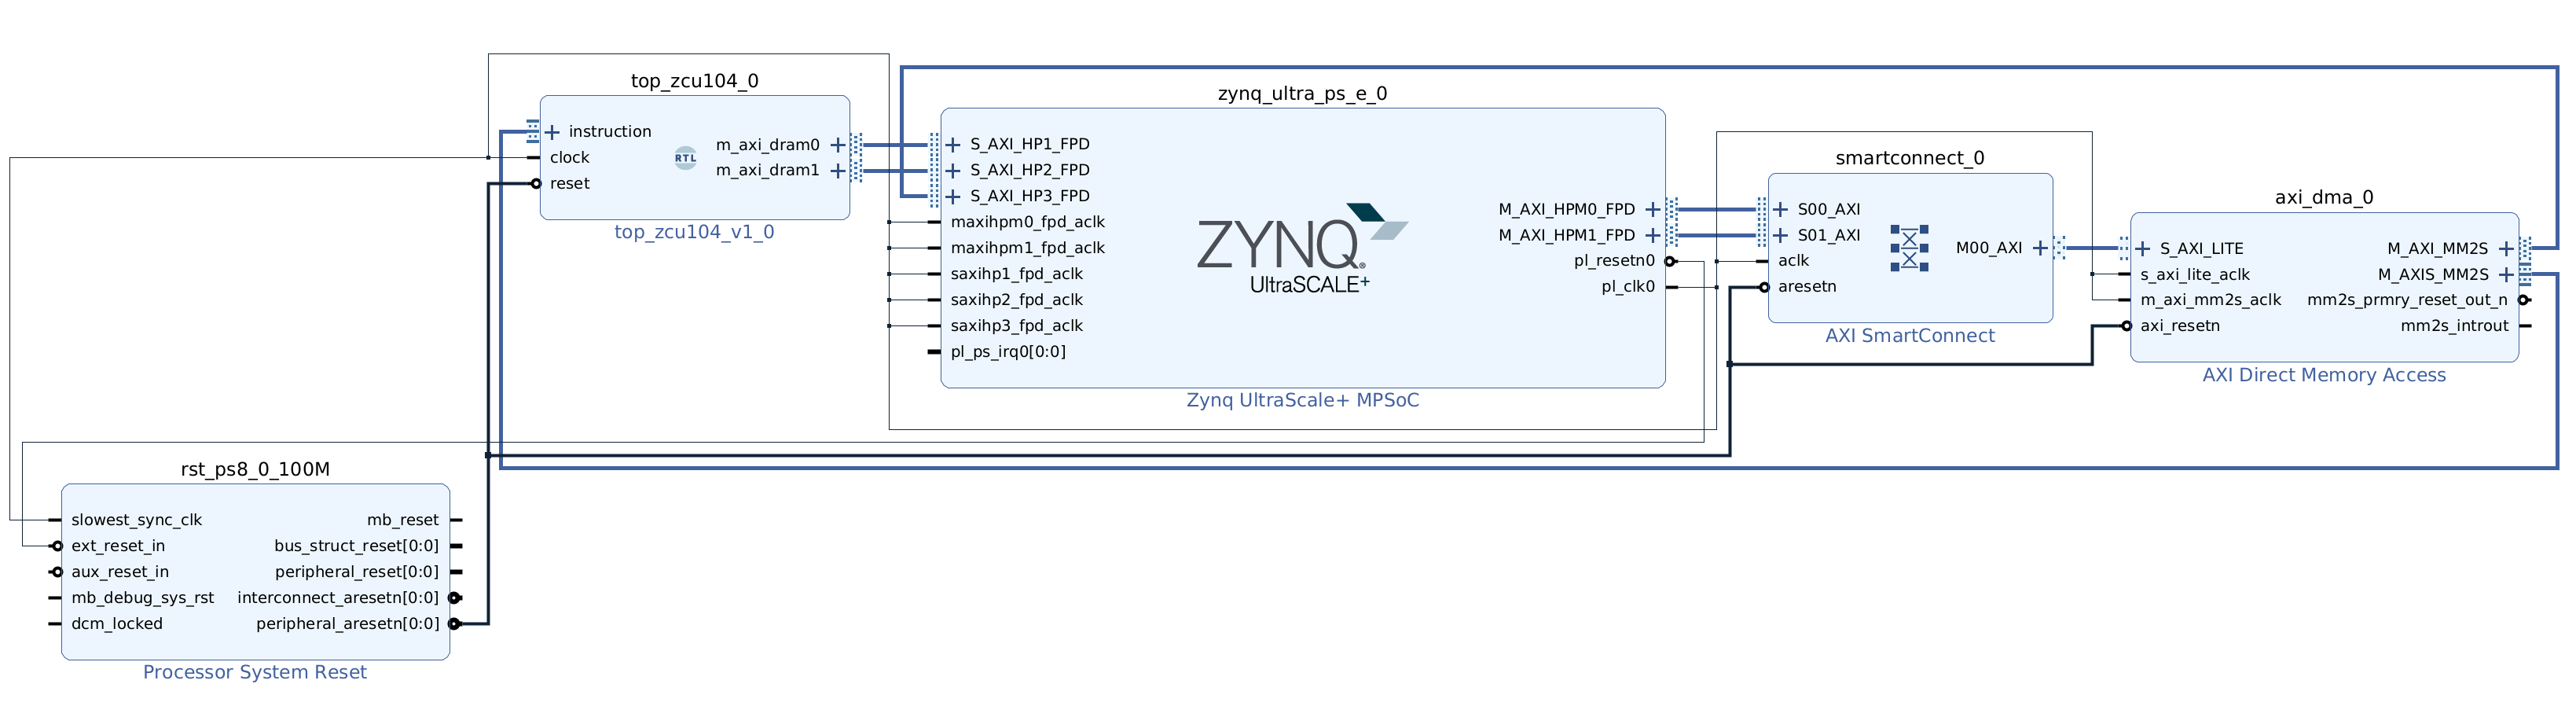 top_zcu104_0
instruction
clock
reset
RTL
m_axi_dram0
m_axi_dram1
top_zcu104_v1_0
zynq_ultra_ps_e_0
S_AXI_HP1_FPD
S_AXI_HP2_FPD
S_AXI_HP3_FPD
maxihpm0_fpd_aclk
maxihpm1_fpd_aclk
saxihp1_fpd_aclk
saxihp2_fpd_aclk
saxihp3_fpd_aclk
pl_ps_irq0[0:0]
ZYNQ®
UltraSCALE+
M_AXI_HPM0_FPD
M_AXI_HPM1_FPD
pl_resetn0
pl_clk0
Zynq UltraScale+ MPSoC
smartconnect_0
S00_AXI
S01_AXI
aclk
aresetn
M00_AXI
AXI SmartConnect
axi_dma_0
S_AXI_LITE
s_axi_lite_aclk
m_axi_mm2s_aclk
axi_resetn
M_AXI_MM2S
M_AXIS_MM2S
mm2s_prmry_reset_out_n
mm2s_introut
AXI Direct Memory Access
rst_ps8_0_100M
slowest_sync_clk
ext_reset_in
aux_reset_in
mb_debug_sys_rst
dcm_locked
mb_reset
bus_struct_reset[0:0]
peripheral_reset[0:0]
interconnect_aresetn[0:0]
peripheral_aresetn[0:0]
Processor System Reset